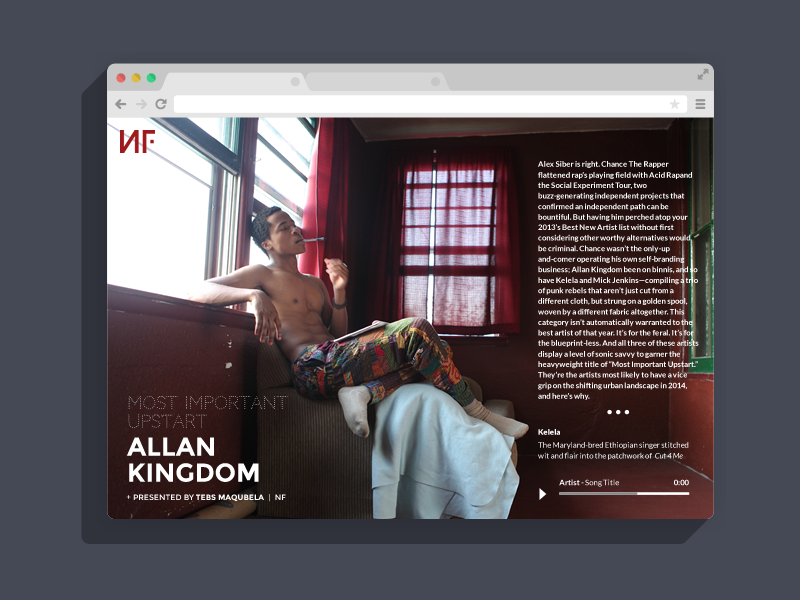 NF
Alex Siber is right. Chance The Rapper
flattened rap's playing field with Acid Rapand
the Social Experiment Tour, two
buzz-generating independent projects that
confirmed an independent path can be
bountiful. But having him perched atop your
2013's Best New Artist list without first
considering other worthy alternatives would
be criminal. Chance wasn't the only-up
and-comer operating his own self-branding
business; Allan Kingdom been on binnis, and so
have Kelela and Mick Jenkins—compiling a trio
of punk rebels that aren't just cut from a
different cloth, but strung on a golden spool,
woven by a different fabric altogether. This
category isn't automatically warranted to the
best artist of that year. It's for the feral. It's for
the blueprint-less. And all three of these artists
display a level of sonic savvy to garner the
heavyweight title of "Most Important Upstart."
They're the artists most likely to have a vice
grip on the shifting urban landscape in 2014,
and here's why.
Kelela
The Maryland-bred Ethiopian singer stitched
wit and flair into the patchwork of Cut 4 Me
Artist - Song Title 0:00
MOST IMPORTANT
UPSTART
ALLAN
KINGDOM
+ PRESENTED BY TEBS MAQUBELA | NF